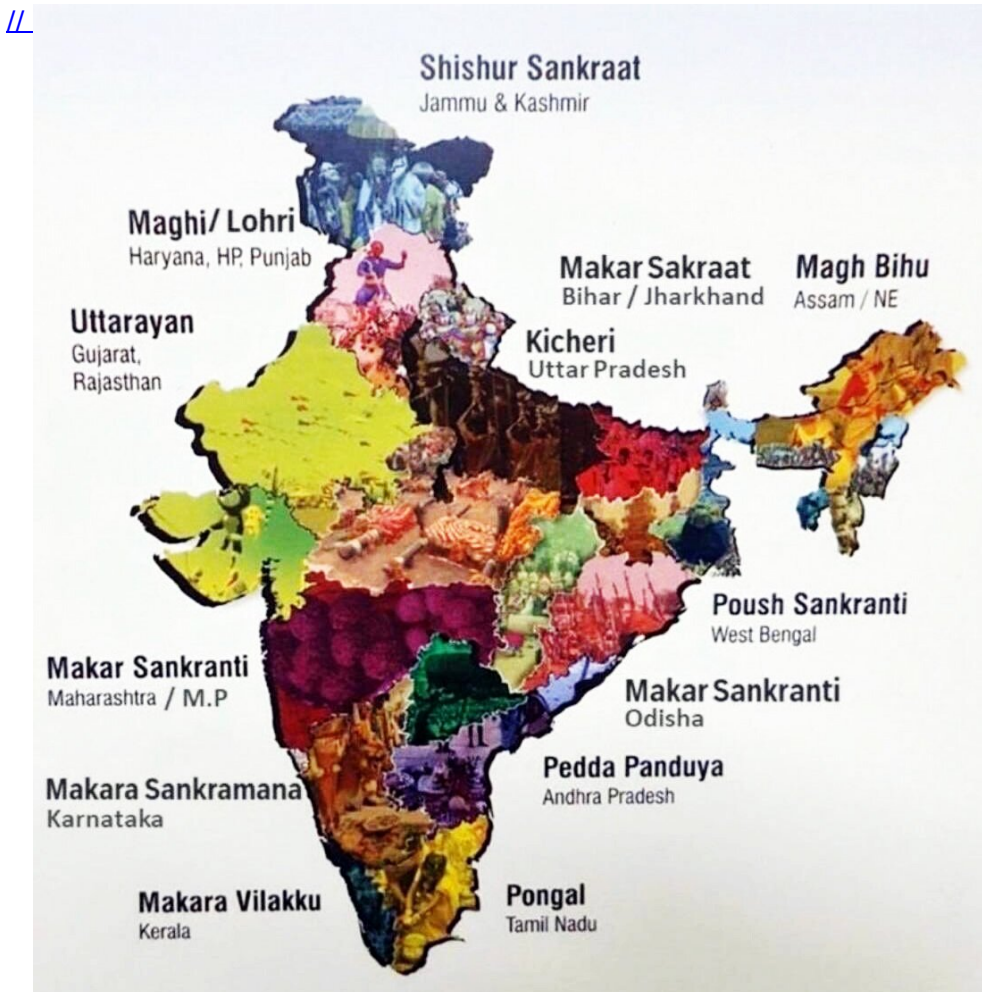 //
Shishur Sankraat
Jammu & Kashmir
Maghi/ Lohri
Haryana, HP, Punjab
Makar Sakraat
Bihar / Jharkhand
Magh Bihu
Assam / NE
Uttarayan
Gujarat,
Rajasthan
Kicheri
Uttar Pradesh
Poush Sankranti
West Bengal
Makar Sankranti
Maharashtra / M.P
Makar Sankranti
Odisha
Pedda Panduya
Andhra Pradesh
Makara Sankramana
Karnataka
Makara Vilakku
Kerala
Pongal
Tamil Nadu